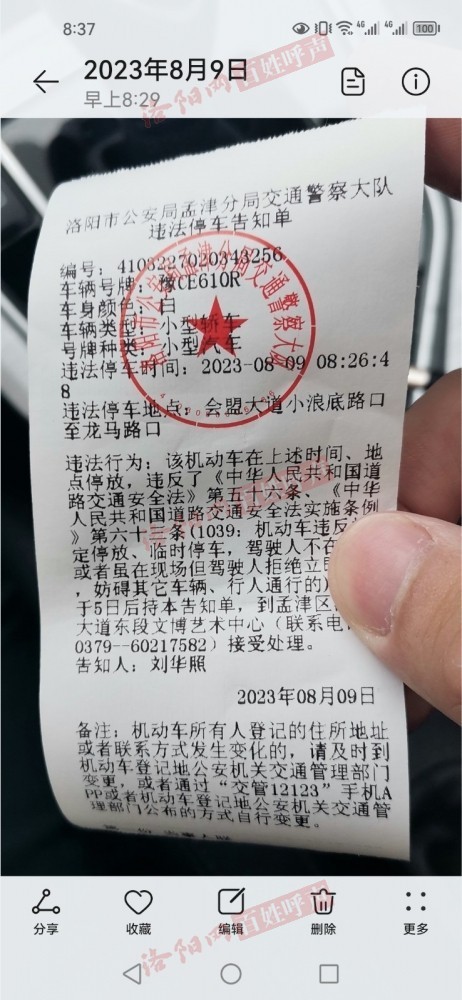 8:37
100
2023年8月9日
早上8:29
洛阳网百姓呼声
洛阳市公安局孟津分局交通警察大队
违法停车告知单
编号：4103227020343256
车辆号牌：豫CE610R
车身颜色：白
车辆类型：小型轿车
号牌种类：小型汽车
违法停车时间：2023-08-09 08:26:4
8
违法停车地点：会盟大道小浪底路口
至龙马路口
违法行为：该机动车在上述时间、地
点停放，违反了《中华人民共和国道
路交通安全法》第五十六条、《中华
人民共和国道路交通安全法实施条例
》第六十三条(1039：机动车违反
定停放、临时停车，驾驶人不在
或者虽在现场但驾驶人拒绝立
，妨碍其它车辆、行人通行的)
于5日后持本告知单，到孟津区
大道东段文博艺术中心（联系电
0379--60217582）接受处理。
告知人：刘华照
2023年08月09日
备注：机动车所有人登记的住所地址
或者联系方式发生变化的，请及时到
机动车登记地公安机关交通管理部门
变更，或者通过“交管12123”手机A
PP或者机动车登记地公安机关交通管
理部门公布的方式自行变更。
分享 收藏 编辑 删除 更多
洛阳网百姓呼声